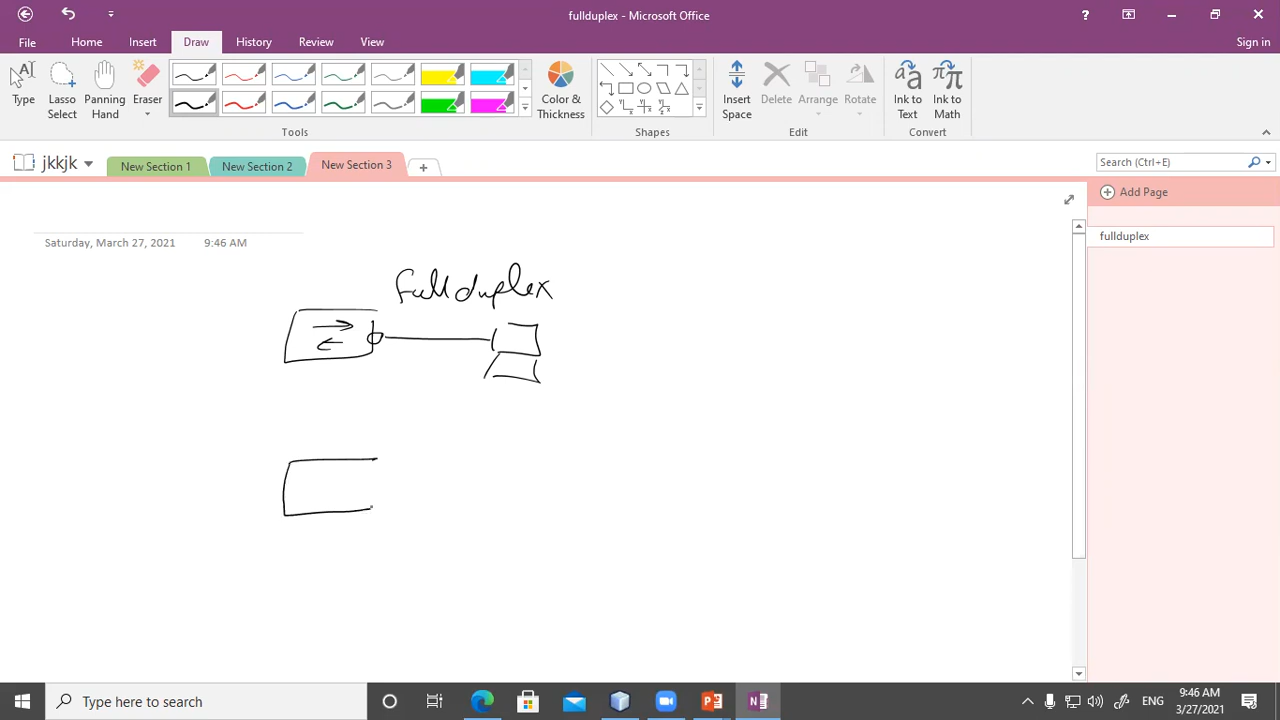 fullduplex - Microsoft Office
?
File Home Insert Draw History Review View Sign in
Type Lasso Select Panning Hand Eraser Color & Thickness Insert Space Delete Arrange Rotate Ink to Text Ink to Math
Tools Shapes Edit Convert
jkkjk New Section 1 New Section 2 New Section 3 Search (Ctrl+E)
Add Page
fullduplex
Saturday, March 27, 2021 9:46 AM
full duplex
Type here to search
ENG
9:46 AM
3/27/2021